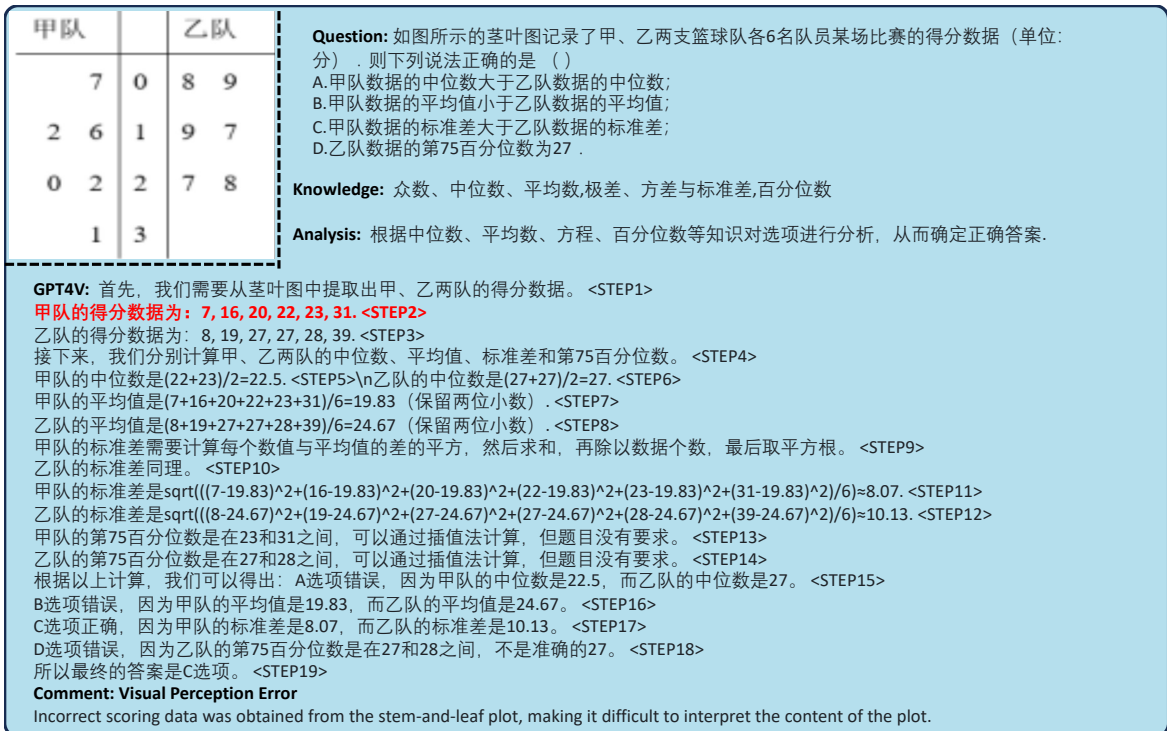 甲队 乙队
7 0 8 9
2 6 1 9 7
0 2 2 7 8
1 3
Question: 如图所示的茎叶图记录了甲、乙两支篮球队各6名队员某场比赛的得分数据（单位：
分）．则下列说法正确的是 （ ）
A.甲队数据的中位数大于乙队数据的中位数；
B.甲队数据的平均值小于乙队数据的平均值；
C.甲队数据的标准差大于乙队数据的标准差；
D.乙队数据的第75百分位数为27．
Knowledge: 众数、中位数、平均数,极差、方差与标准差,百分位数
Analysis: 根据中位数、平均数、方程、百分位数等知识对选项进行分析，从而确定正确答案.
GPT4V: 首先，我们需要从茎叶图中提取出甲、乙两队的得分数据。<STEP1>
甲队的得分数据为：7, 16, 20, 22, 23, 31. <STEP2>
乙队的得分数据为：8, 19, 27, 27, 28, 39. <STEP3>
接下来，我们分别计算甲、乙两队的中位数、平均值、标准差和第75百分位数。<STEP4>
甲队的中位数是(22+23)/2=22.5. <STEP5>\n乙队的中位数是(27+27)/2=27. <STEP6>
甲队的平均值是(7+16+20+22+23+31)/6=19.83（保留两位小数）. <STEP7>
乙队的平均值是(8+19+27+27+28+39)/6=24.67（保留两位小数）. <STEP8>
甲队的标准差需要计算每个数值与平均值的差的平方，然后求和，再除以数据个数，最后取平方根。<STEP9>
乙队的标准差同理。<STEP10>
甲队的标准差是sqrt(((7-19.83)^2+(16-19.83)^2+(20-19.83)^2+(22-19.83)^2+(23-19.83)^2+(31-19.83)^2)/6)≈8.07. <STEP11>
乙队的标准差是sqrt(((8-24.67)^2+(19-24.67)^2+(27-24.67)^2+(27-24.67)^2+(28-24.67)^2+(39-24.67)^2)/6)≈10.13. <STEP12>
甲队的第75百分位数是在23和31之间，可以通过插值法计算，但题目没有要求。<STEP13>
乙队的第75百分位数是在27和28之间，可以通过插值法计算，但题目没有要求。<STEP14>
根据以上计算，我们可以得出：A选项错误，因为甲队的中位数是22.5，而乙队的中位数是27。<STEP15>
B选项错误，因为甲队的平均值是19.83，而乙队的平均值是24.67。<STEP16>
C选项正确，因为甲队的标准差是8.07，而乙队的标准差是10.13。<STEP17>
D选项错误，因为乙队的第75百分位数是在27和28之间，不是准确的27。<STEP18>
所以最终的答案是C选项。<STEP19>
Comment: Visual Perception Error
Incorrect scoring data was obtained from the stem-and-leaf plot, making it difficult to interpret the content of the plot.